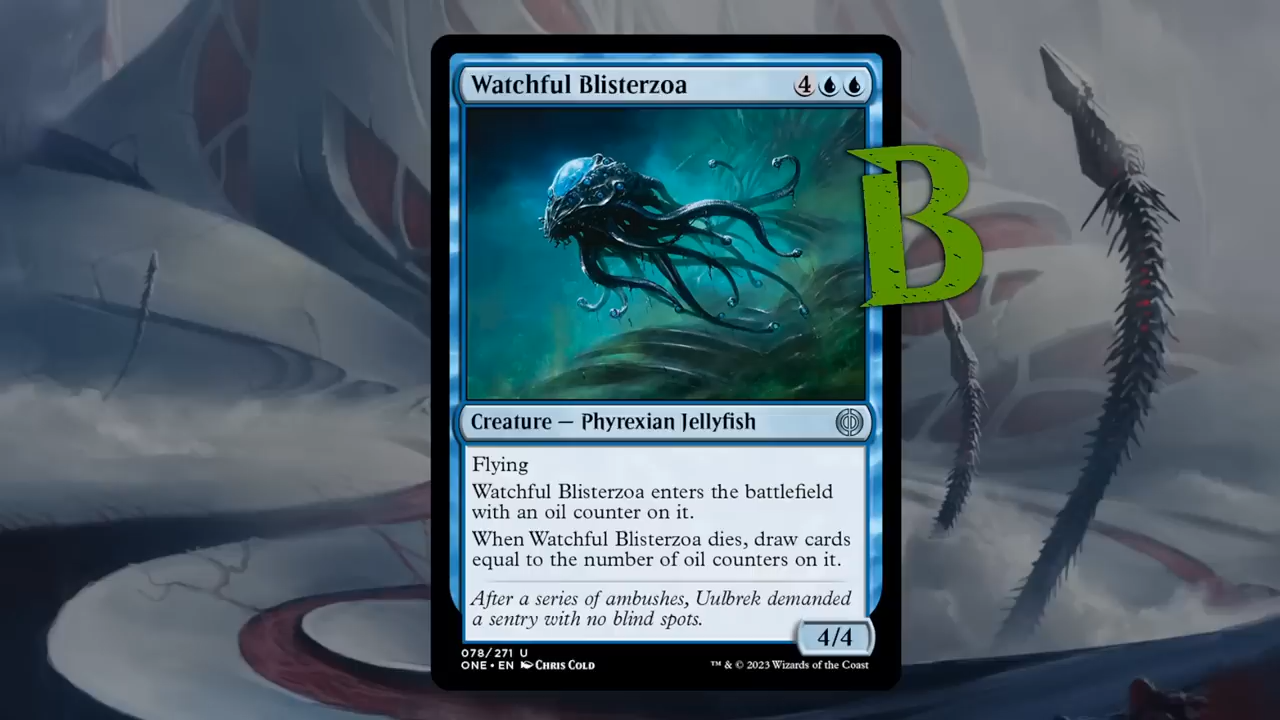 Watchful Blisterzoa 4
B
Creature — Phyrexian Jellyfish
Flying
Watchful Blisterzoa enters the battlefield
with an oil counter on it.
When Watchful Blisterzoa dies, draw cards
equal to the number of oil counters on it.
After a series of ambushes, Uulbrek demanded
a sentry with no blind spots.
4/4
078/271 U
ONE • EN Chris Cold
™ & © 2023 Wizards of the Coast